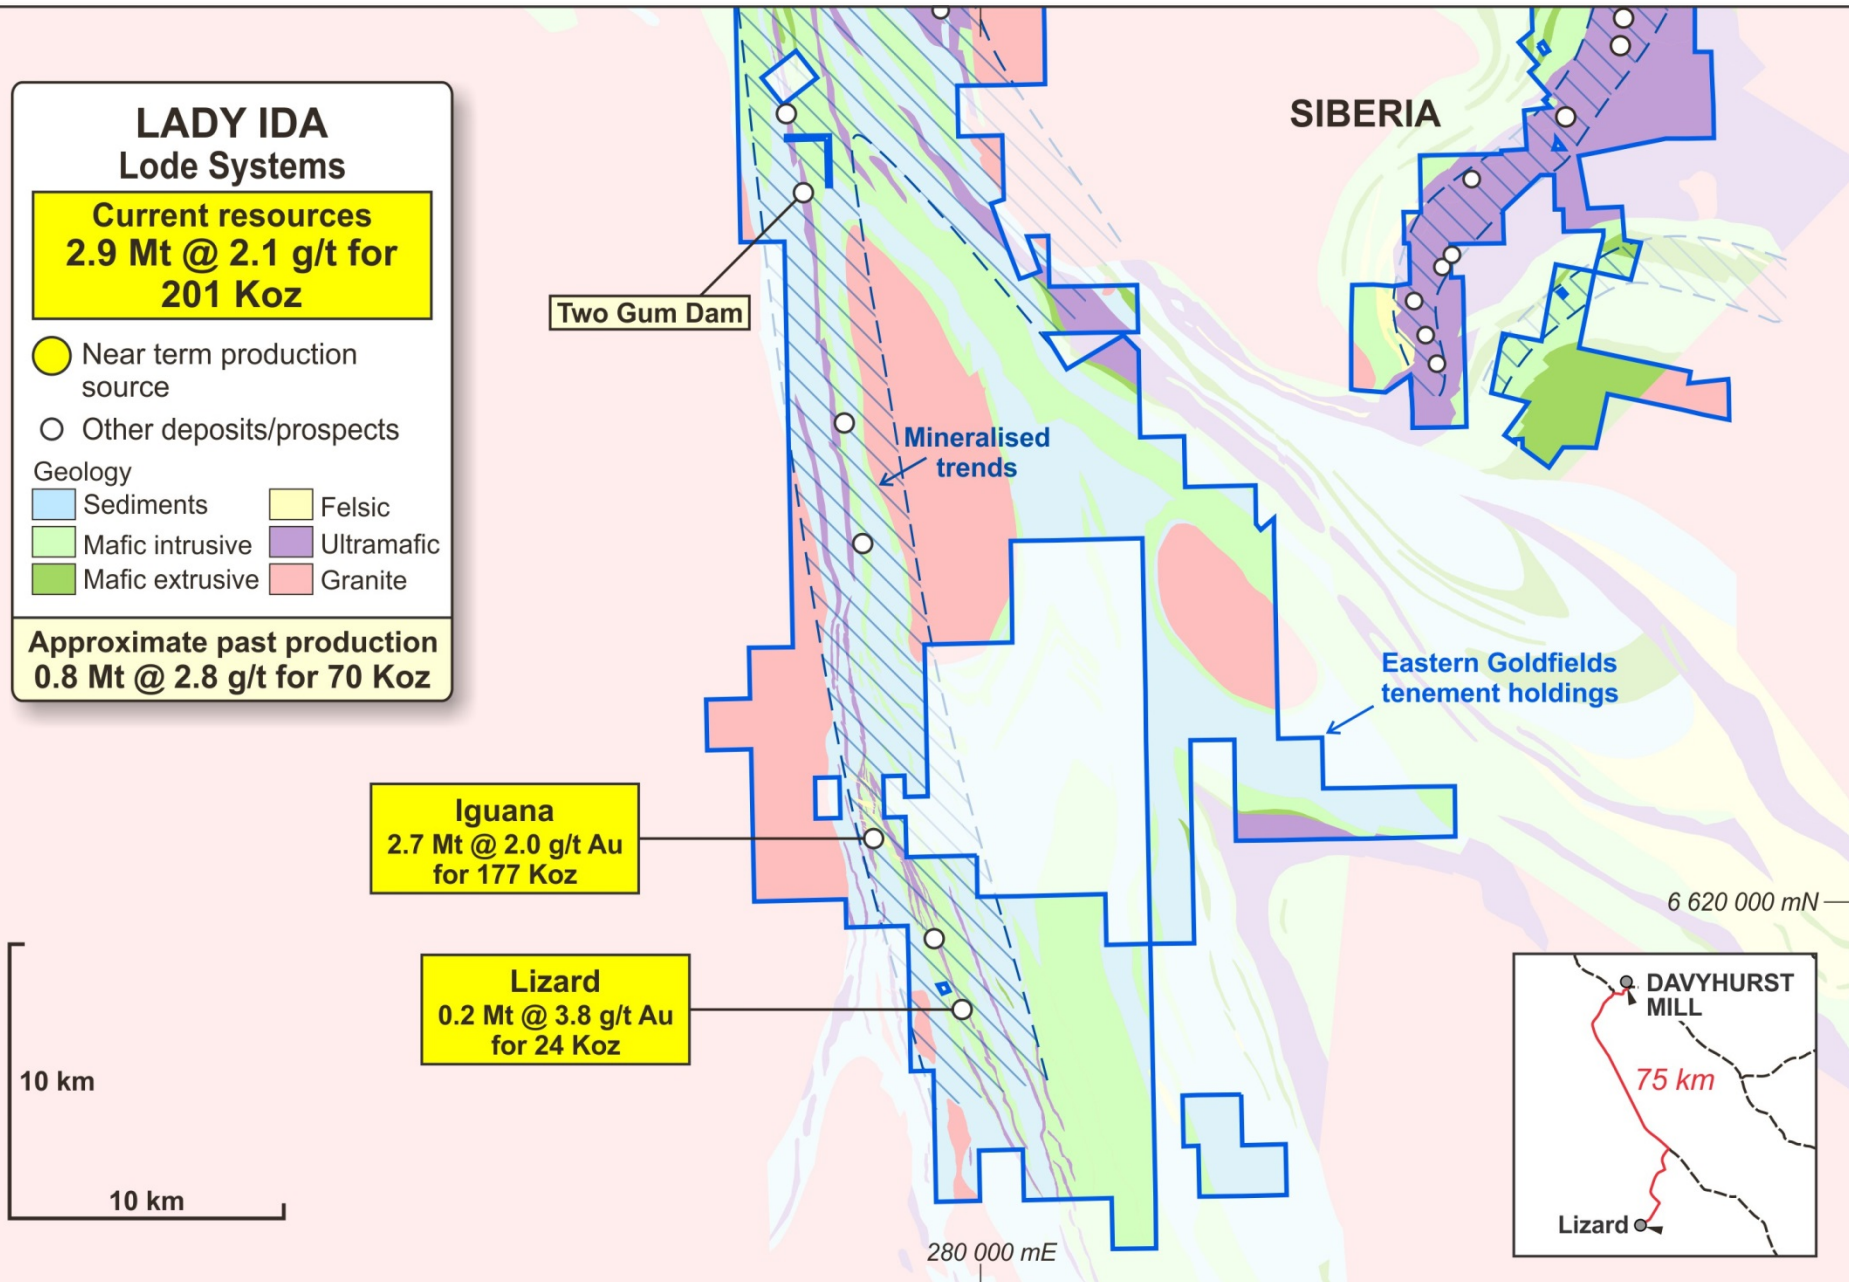 LADY IDA
Lode Systems
Current resources
2.9 Mt @ 2.1 g/t for
201 Koz
Near term production
source
Other deposits/prospects
Geology
Sediments
Felsic
Mafic intrusive
Ultramafic
Mafic extrusive
Granite
Approximate past production
0.8 Mt @ 2.8 g/t for 70 Koz
SIBERIA
Two Gum Dam
Mineralised
trends
Eastern Goldfields
tenement holdings
Iguana
2.7 Mt @ 2.0 g/t Au
for 177 Koz
Lizard
0.2 Mt @ 3.8 g/t Au
for 24 Koz
6 620 000 mN
280 000 mE
10 km
10 km
DAVYHURST
MILL
75 km
Lizard